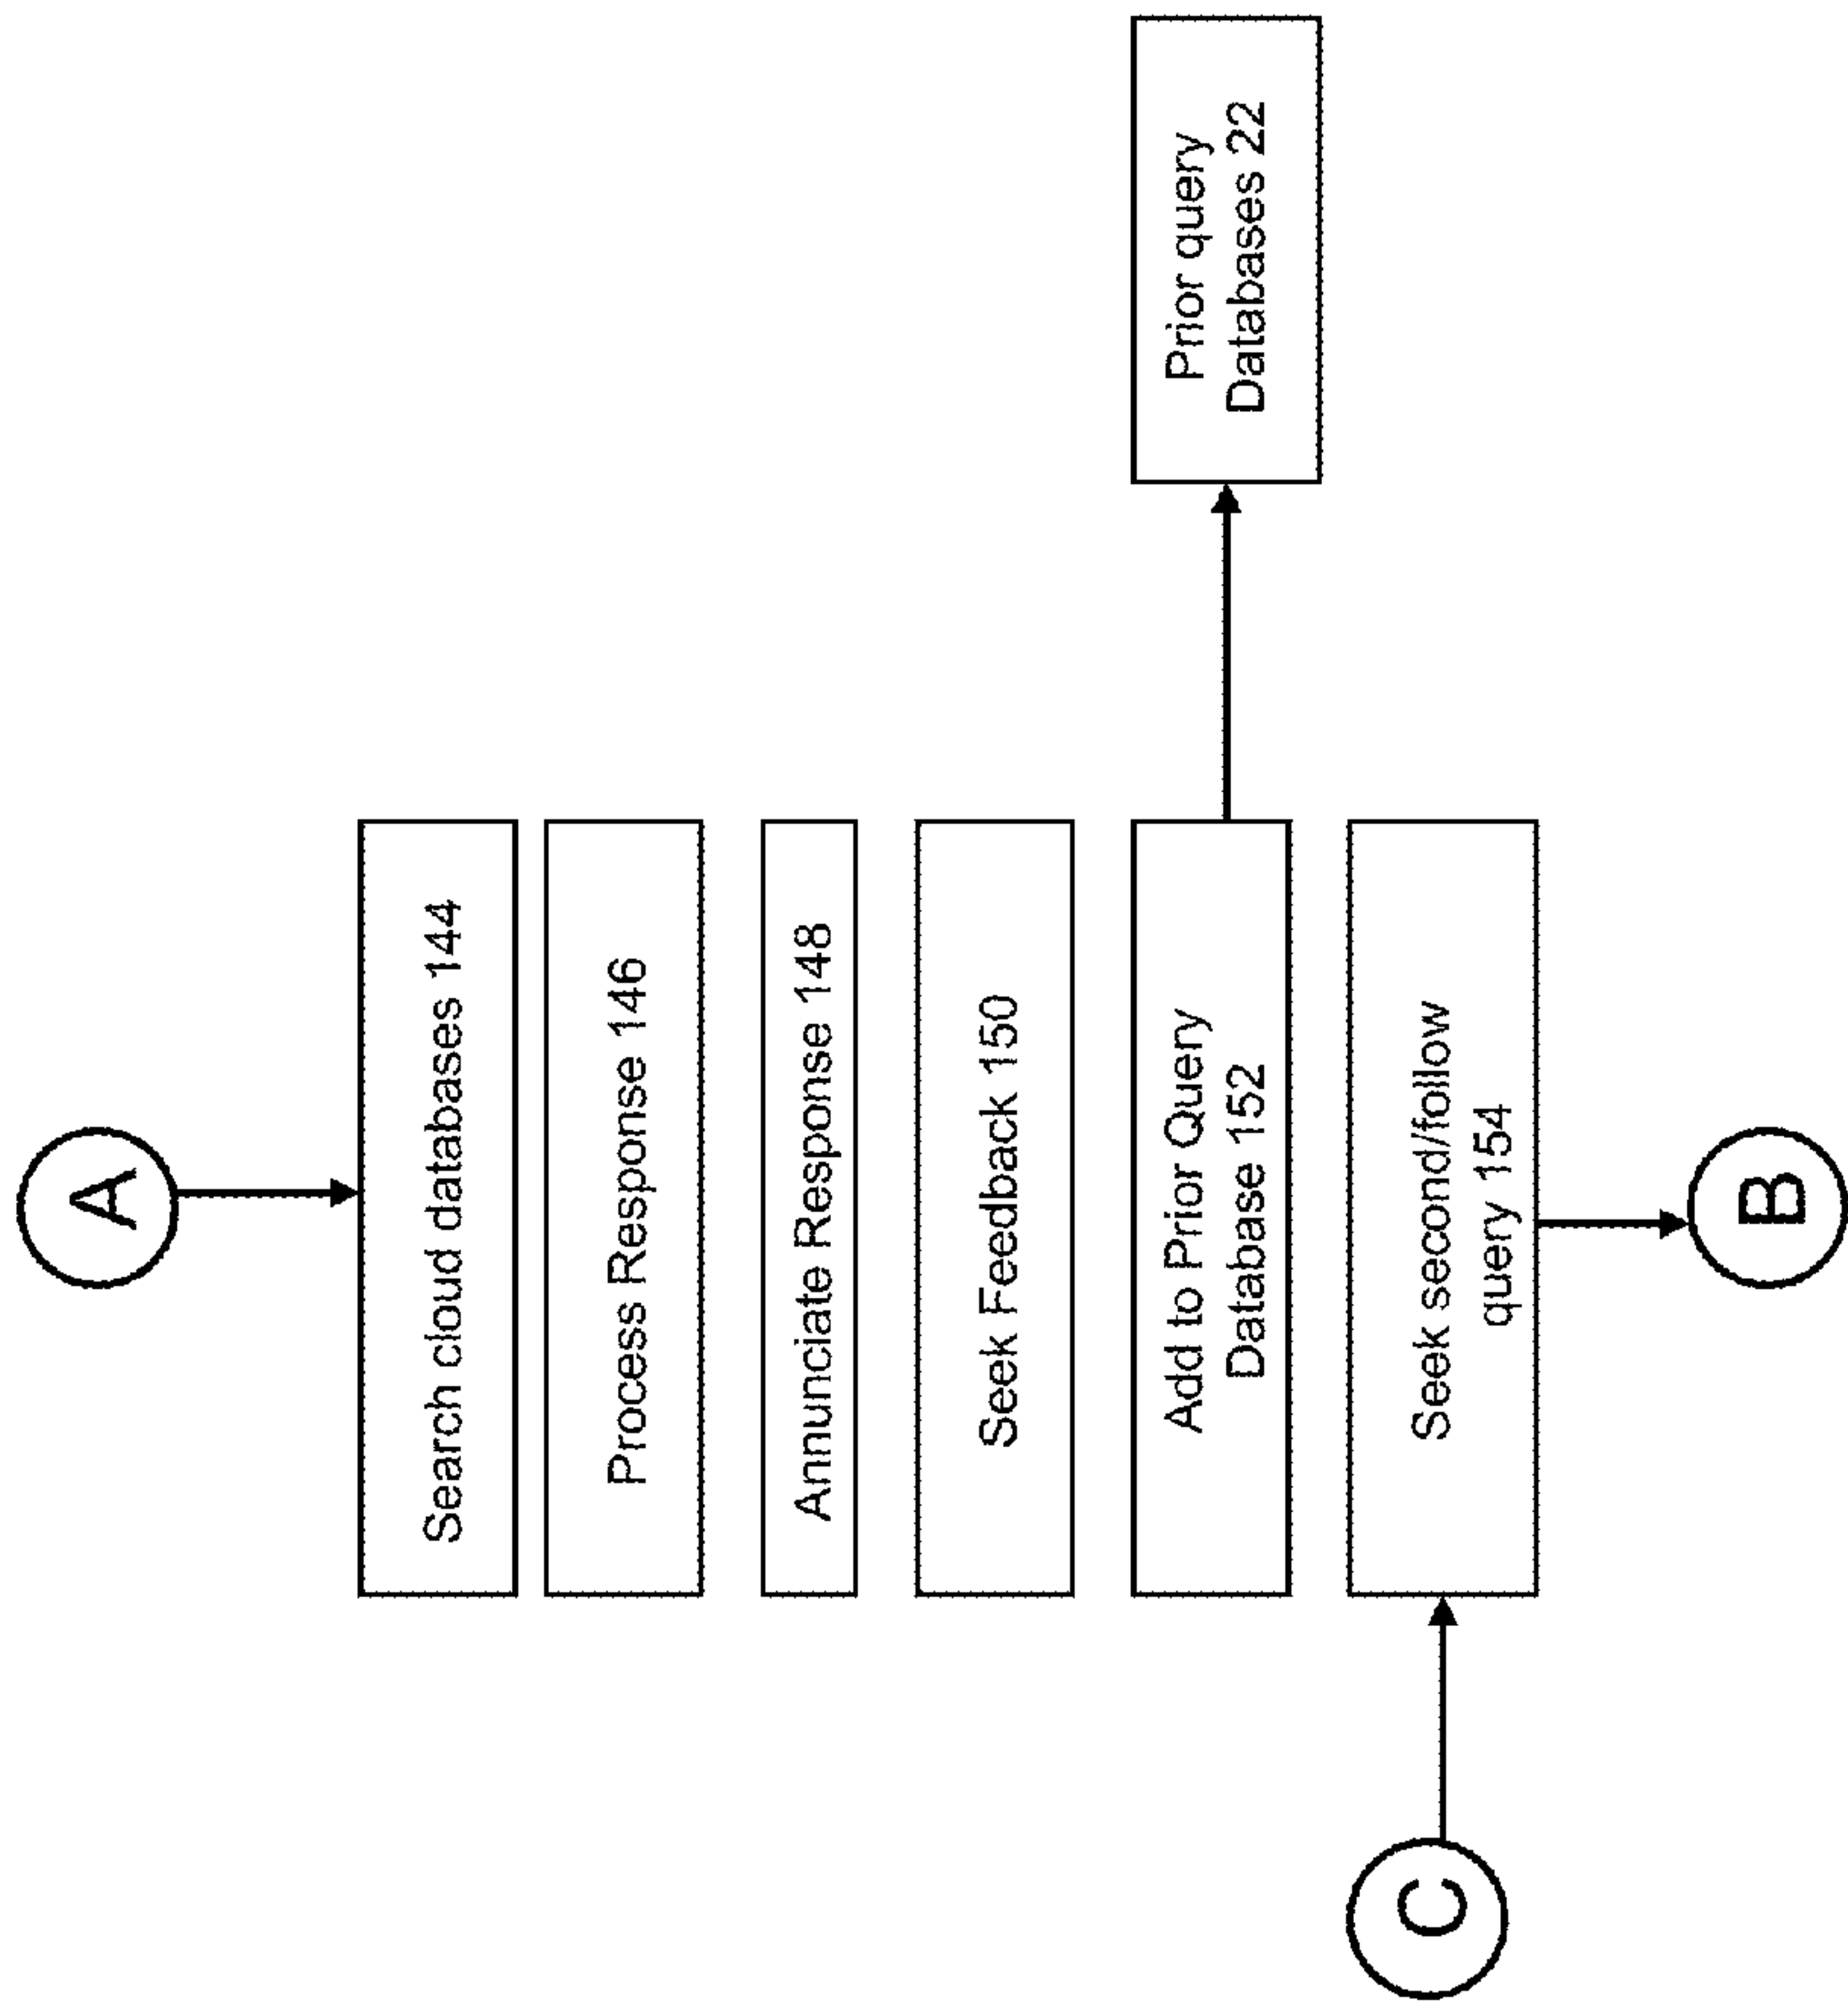 A
Search cloud databases 144
Process Response 146
Annunciate Response 148
Seek Feedback 150
Add to Prior Query
Database 152
Prior query
Databases 22
Seek second/follow
query 154
C
B